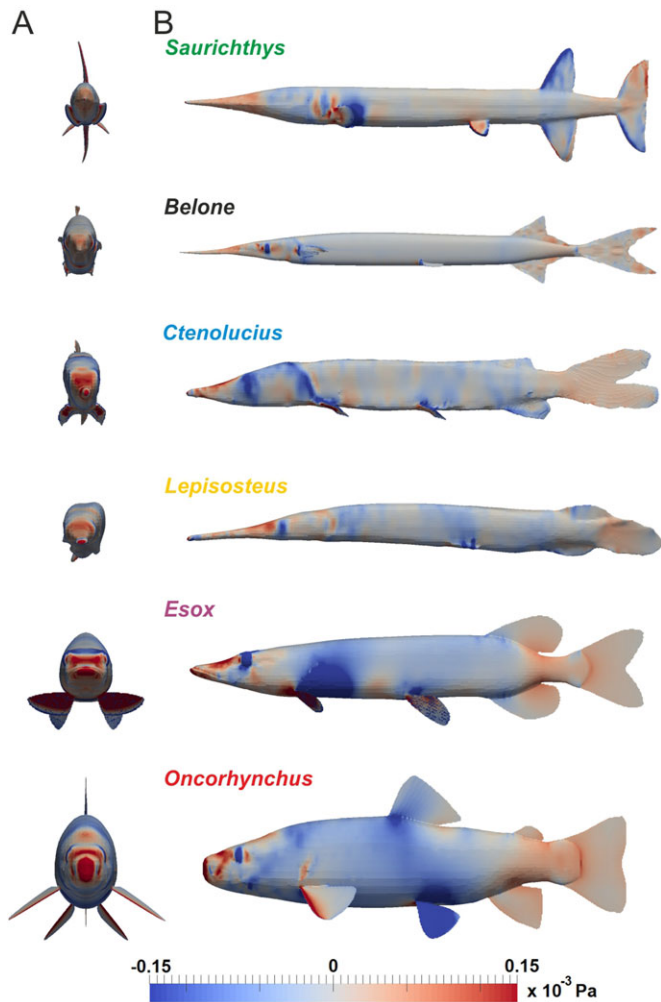 A
B
Saurichthys
Belone
Ctenolucius
Lepisosteus
Esox
Oncorhynchus
-0.15 0 0.15
x 10⁻³ Pa